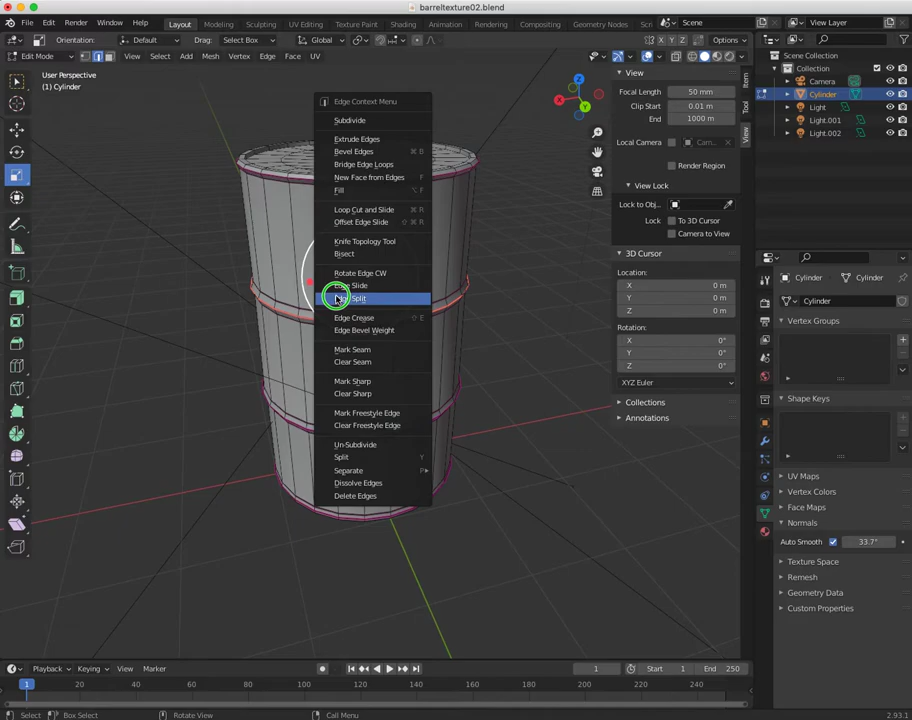 barreltexture02.blend
Edit Render Window Help
Layout Modeling Sculpting UV Editing Texture Paint Shading Animation Rendering Compositing Geometry Nodes Scene View Layer
Orientation: Default Drag: Select Box Global X Y Z Options
Edit Mode View Select Add Mesh Vertex Edge Face UV
User Perspective
(1) Cylinder
Edge Context Menu
Subdivide
Extrude Edges
Bevel Edges ⌘ B
Bridge Edge Loops
New Face from Edges F
Fill ⌥ F
Loop Cut and Slide ⌘ R
Offset Edge Slide ⇧ ⌘ R
Knife Topology Tool
Bisect
Rotate Edge CW
Edge Slide
Split
Edge Crease ⇧ E
Edge Bevel Weight
Mark Seam
Clear Seam
Mark Sharp
Clear Sharp
Mark Freestyle Edge
Clear Freestyle Edge
Un-Subdivide
Split Y
Separate P
Dissolve Edges
Delete Edges
Z
X
Y
View
Focal Length 50 mm
Clip Start 0.01 m
End 1000 m
Local Camera Cam...
Render Region
View Lock
Lock to Obj...
Lock To 3D Cursor
Camera to View
3D Cursor
Location:
X 0 m
Y 0 m
Z 0 m
Rotation:
X 0°
Y 0°
Z 0°
XYZ Euler
Collections
Annotations
Item
Tool
View
Scene Collection
Collection
Camera
Cylinder
Light
Light.001
Light.002
Cylinder Cylinder
Cylinder
Vertex Groups
Shape Keys
UV Maps
Vertex Colors
Face Maps
Normals
Auto Smooth 33.7°
Texture Space
Remesh
Geometry Data
Custom Properties
Playback Keying View Marker 1 Start 1 End 250
1 20 40 60 80 100 120 140 160 180 200 220 240
Select Box Select Rotate View Call Menu 2.93.1